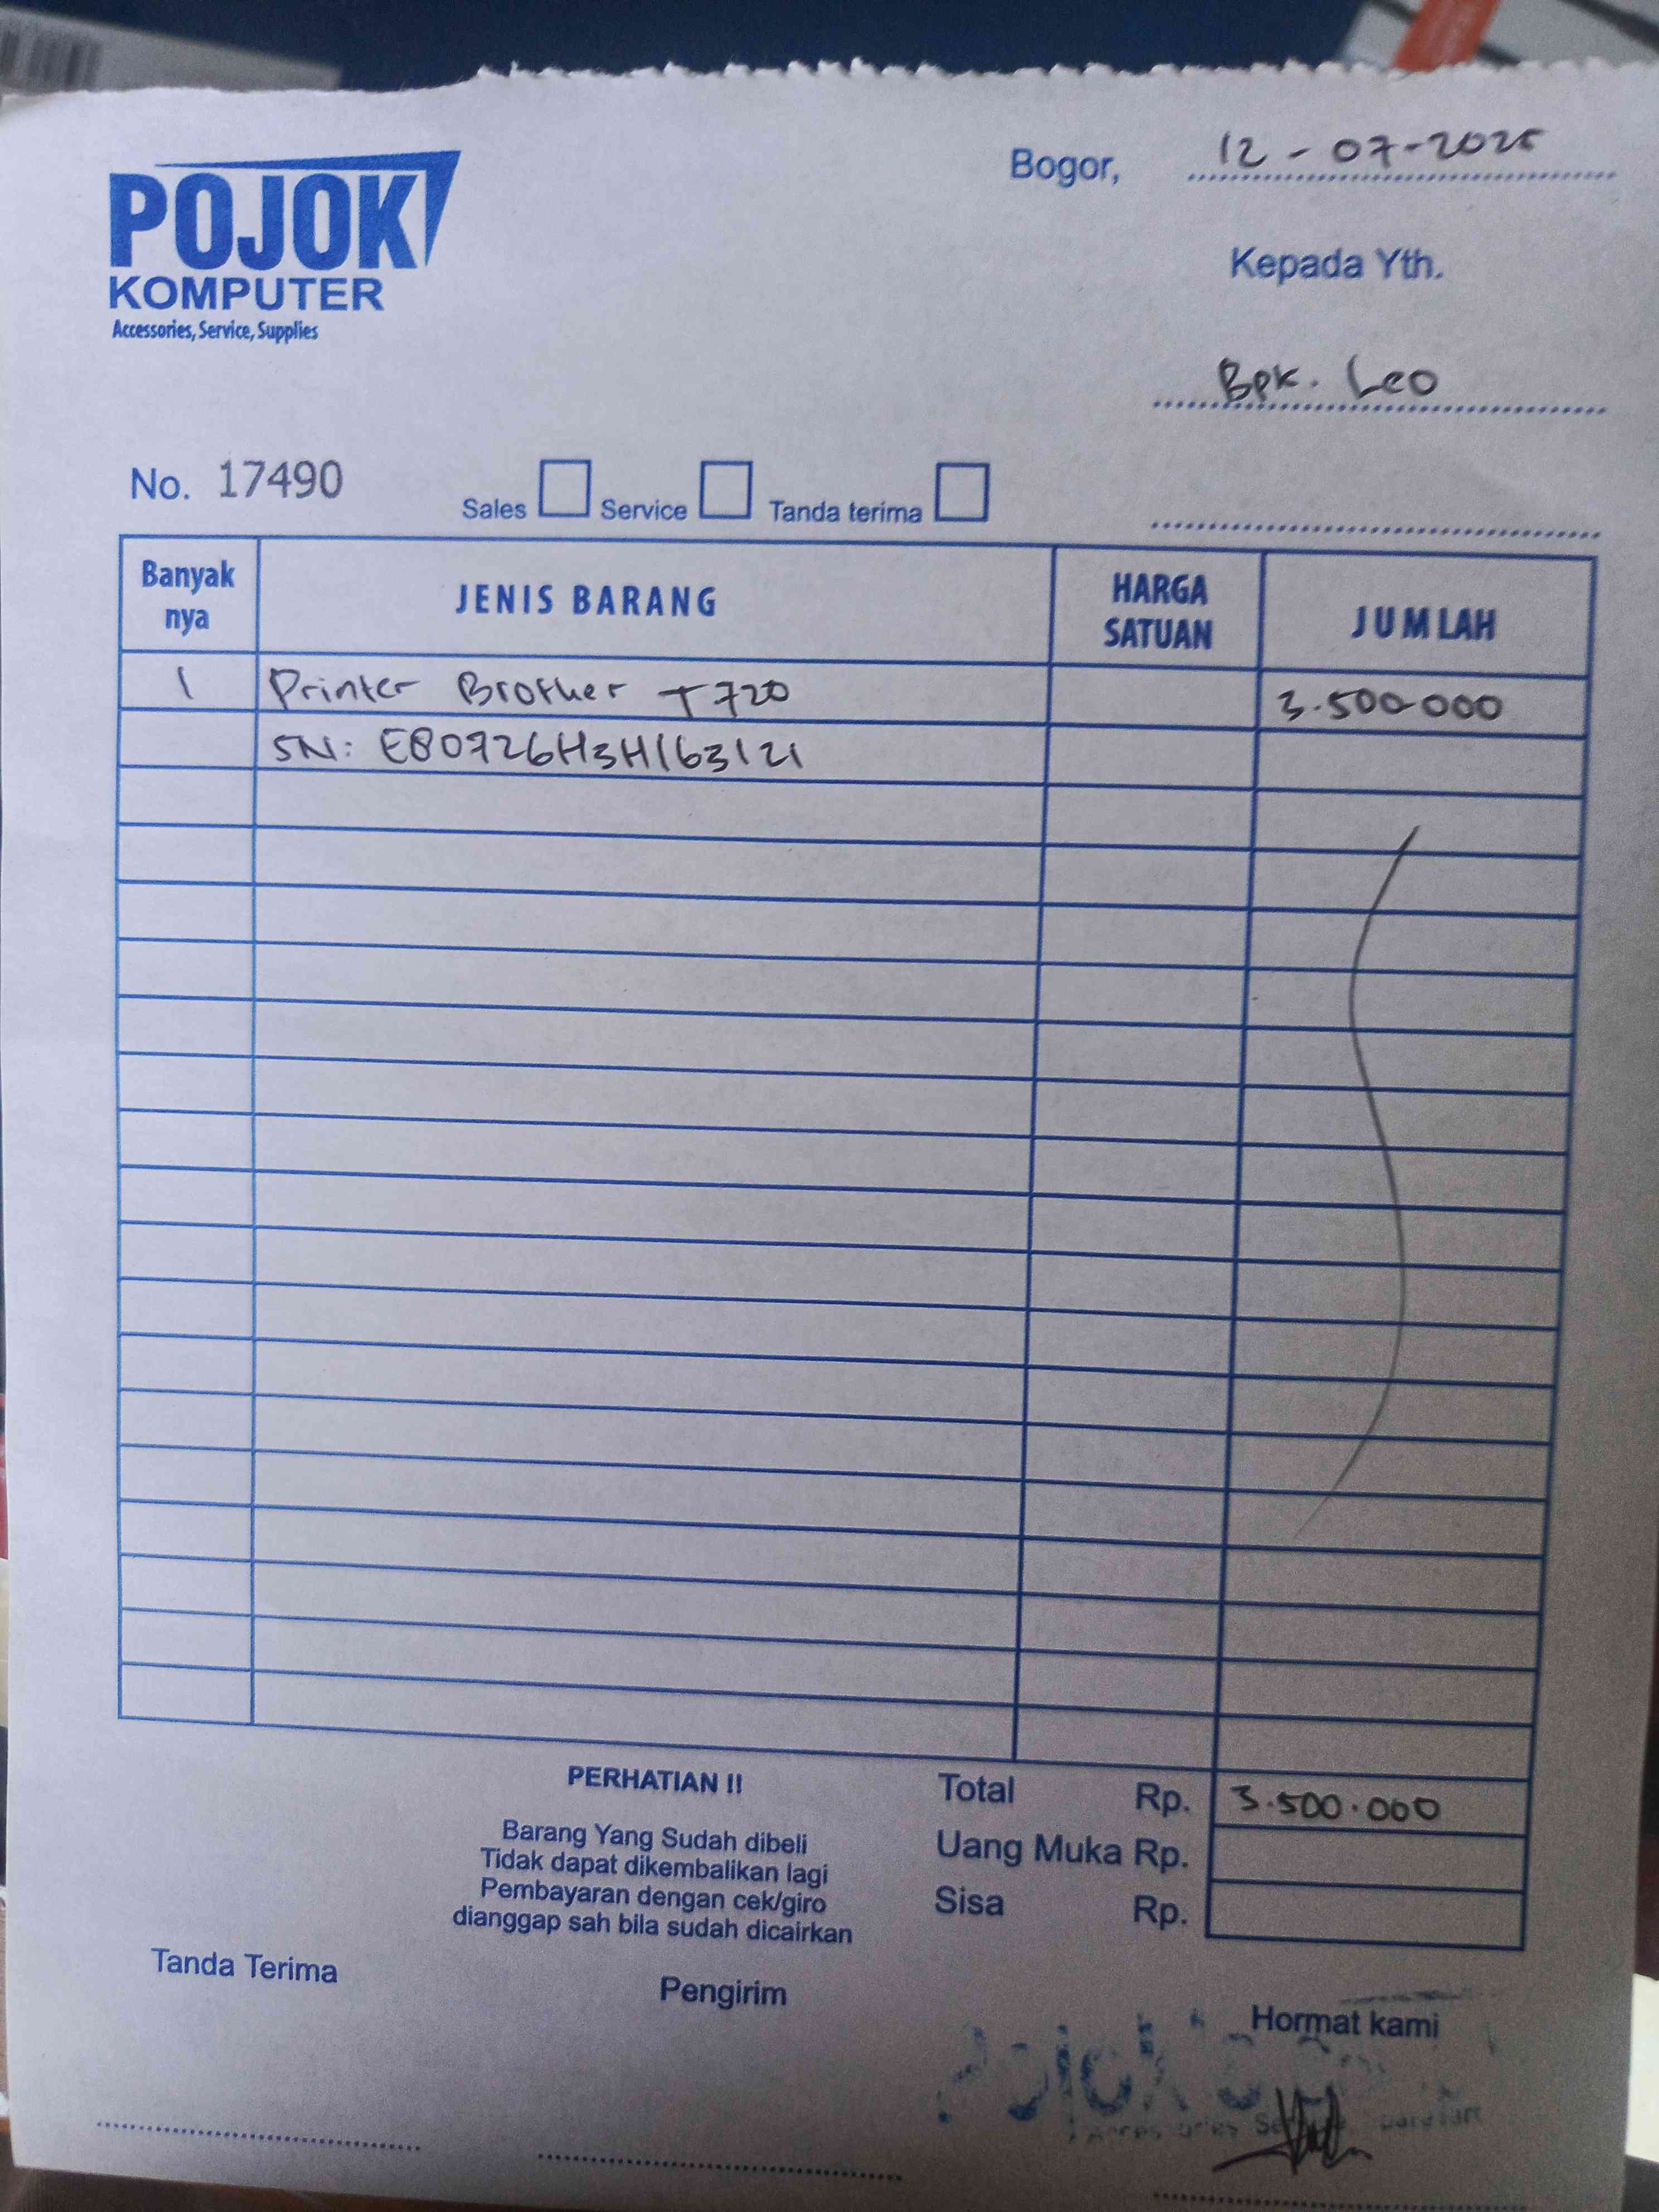 POJOK
KOMPUTER
Accessories, Service, Supplies
Bogor, 12-07-2025
Kepada Yth.
Bpk. Leo
No. 17490
Sales Service Tanda terima
Banyak nya JENIS BARANG HARGA SATUAN JUMLAH
1 Printer Brother T720 3.500.000
SN: E80726H3H163121
PERHATIAN !!
Barang Yang Sudah dibeli
Tidak dapat dikembalikan lagi
Pembayaran dengan cek/giro
dianggap sah bila sudah dicairkan
Total Rp. 3.500.000
Uang Muka Rp.
Sisa Rp.
Tanda Terima
Pengirim
Hormat kami
Pojok